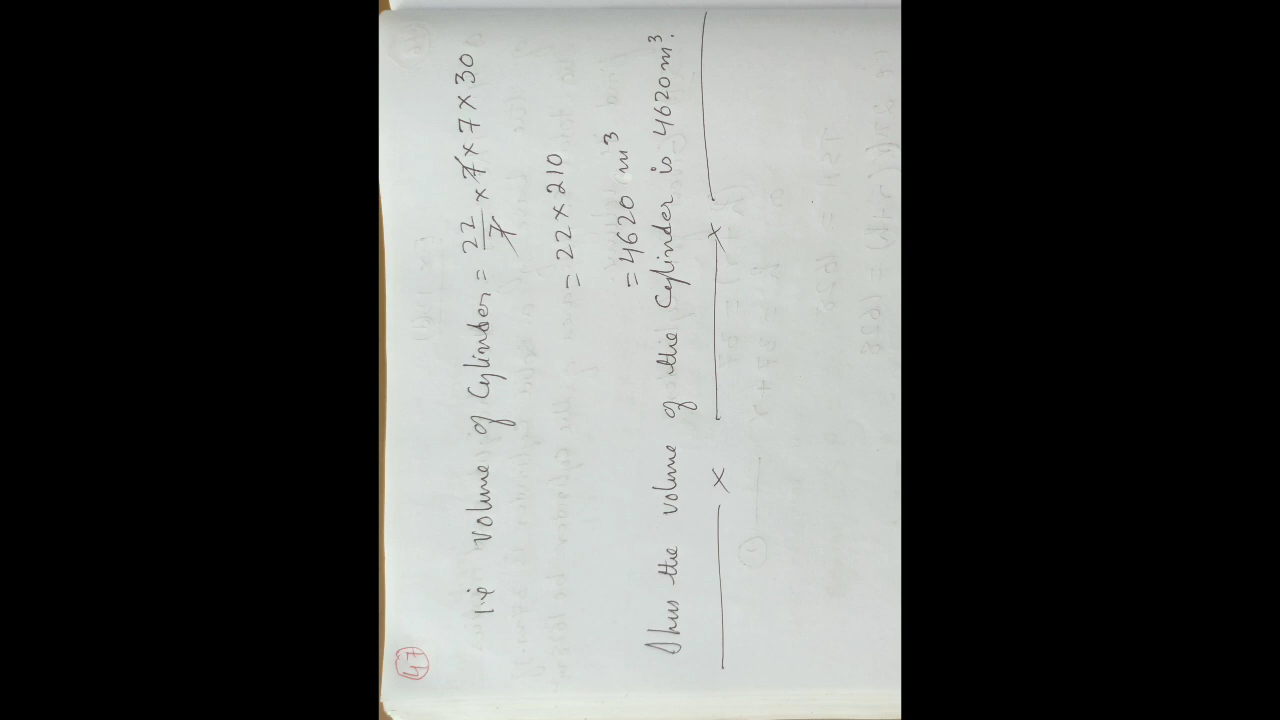 47
i.e volume of Cylinder = 22/7 × 7 × 7 × 30
= 22 × 210
= 4620 m³
Thus the volume of the Cylinder is 4620 m³.
× ×